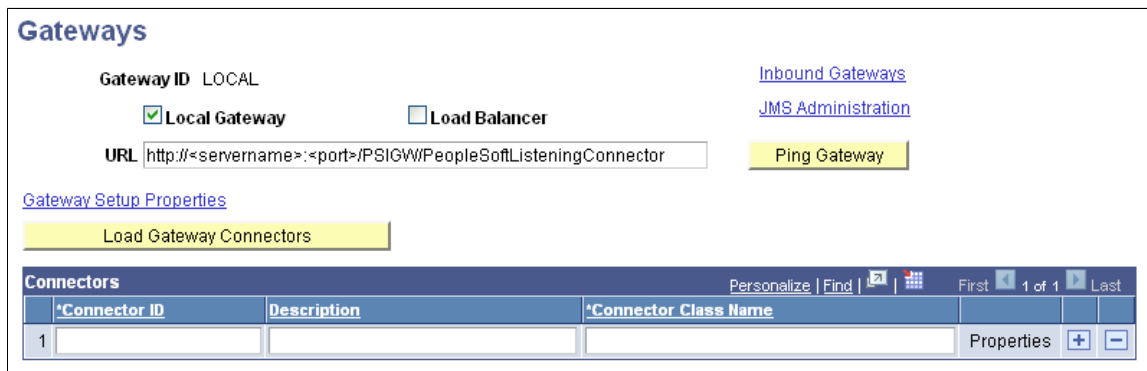 Gateways
Gateway ID LOCAL
Inbound Gateways
Local Gateway Load Balancer
JMS Administration
URL http://<servername>:<port>/PSIGW/PeopleSoftListeningConnector Ping Gateway
Gateway Setup Properties
Load Gateway Connectors
Connectors Personalize | Find | | First 1 of 1 Last
*Connector ID Description *Connector Class Name
1 Properties